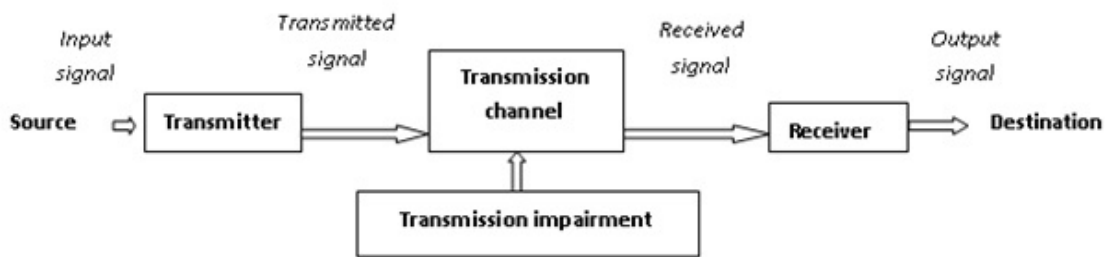 Input
signal
Transmitted
signal
Received
signal
Output
signal
Source
Transmitter
Transmission
channel
Receiver
Destination
Transmission impairment